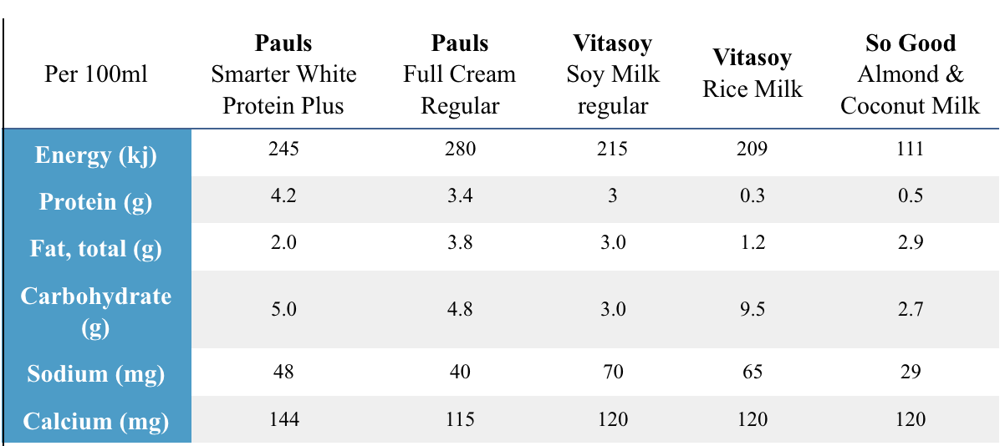 Per 100ml
Pauls
Smarter White
Protein Plus
Pauls
Full Cream
Regular
Vitasoy
Soy Milk
regular
Vitasoy
Rice Milk
So Good
Almond &
Coconut Milk
Energy (kj) 245 280 215 209 111
Protein (g) 4.2 3.4 3 0.3 0.5
Fat, total (g) 2.0 3.8 3.0 1.2 2.9
Carbohydrate
(g) 5.0 4.8 3.0 9.5 2.7
Sodium (mg) 48 40 70 65 29
Calcium (mg) 144 115 120 120 120